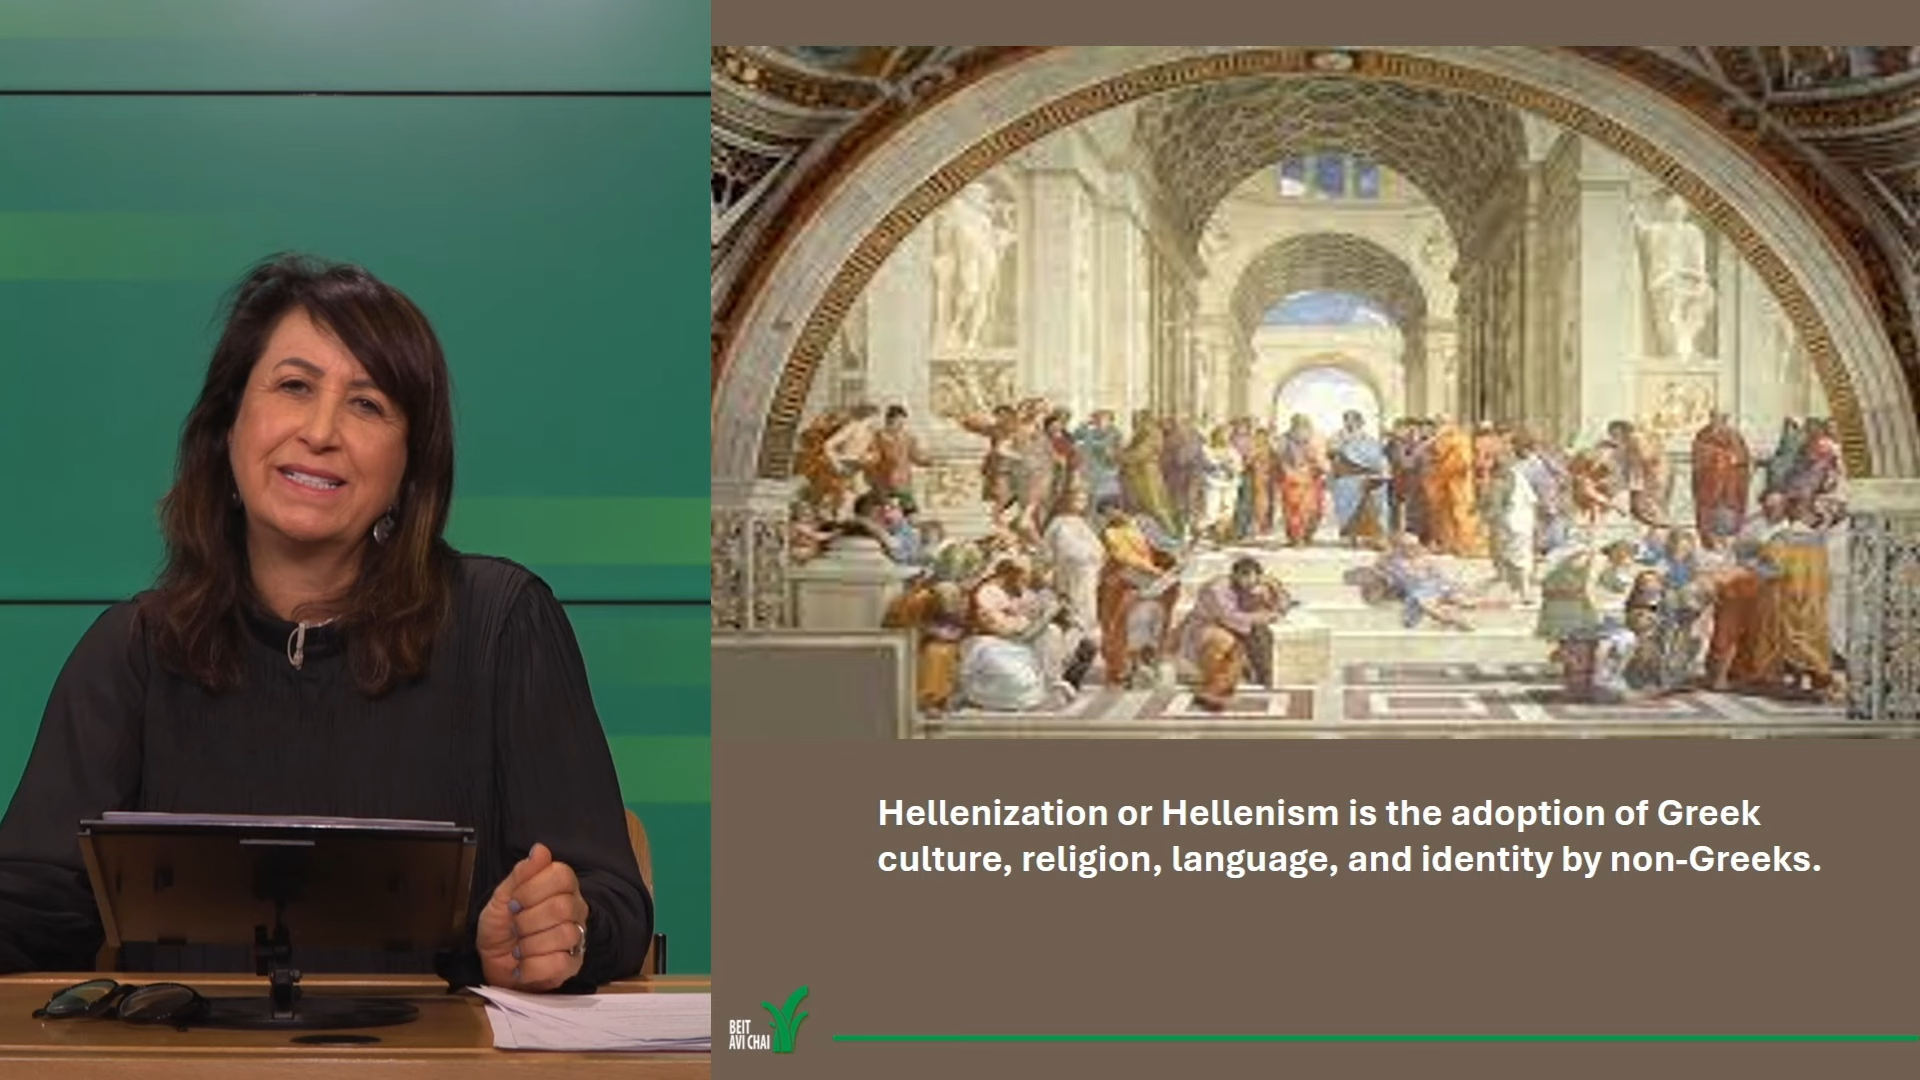 Hellenization or Hellenism is the adoption of Greek
culture, religion, language, and identity by non-Greeks.
BEIT
AVI CHAI